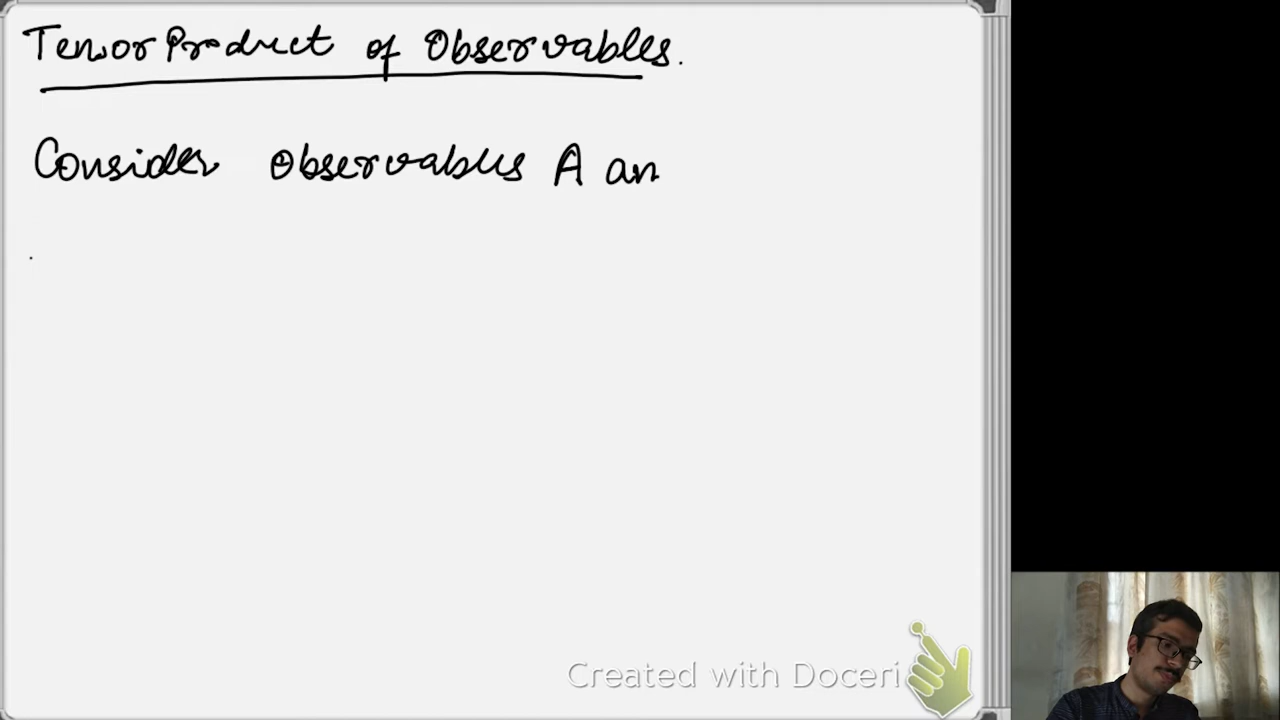 Tensor Product of Observables.
Consider Observables A an
Created with Doceri